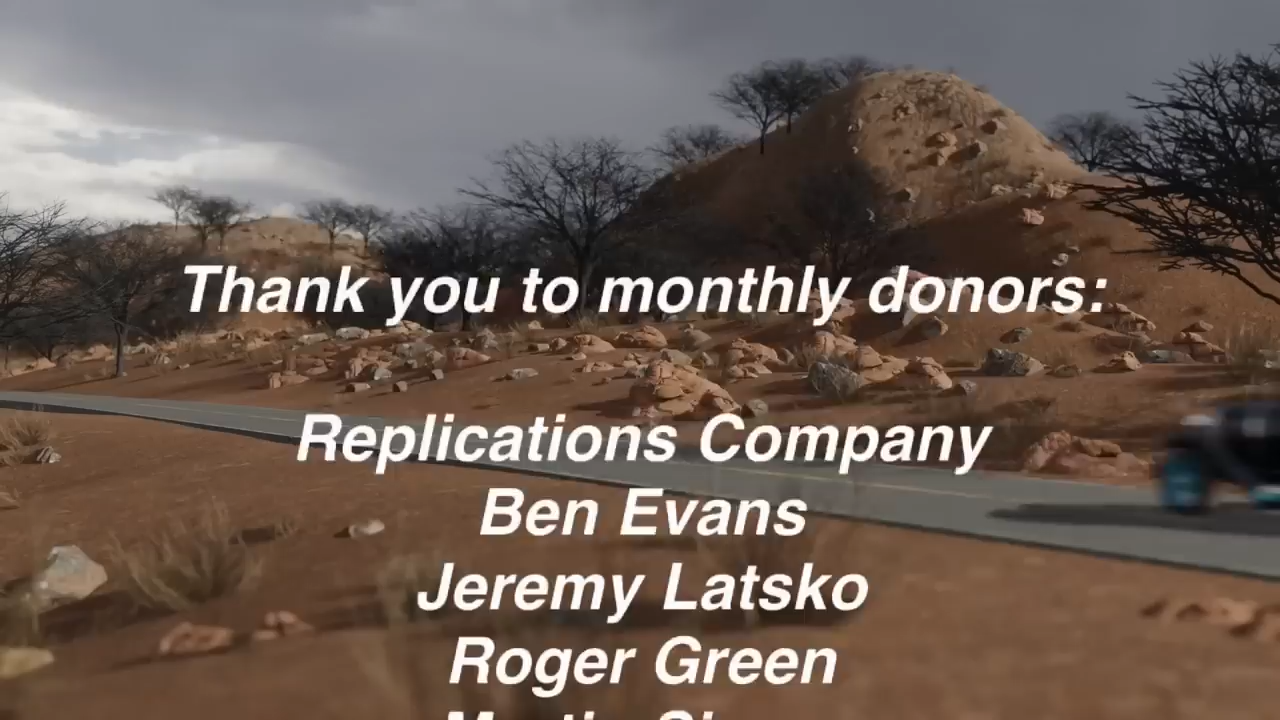 Thank you to monthly donors:
Replications Company
Ben Evans
Jeremy Latsko
Roger Green